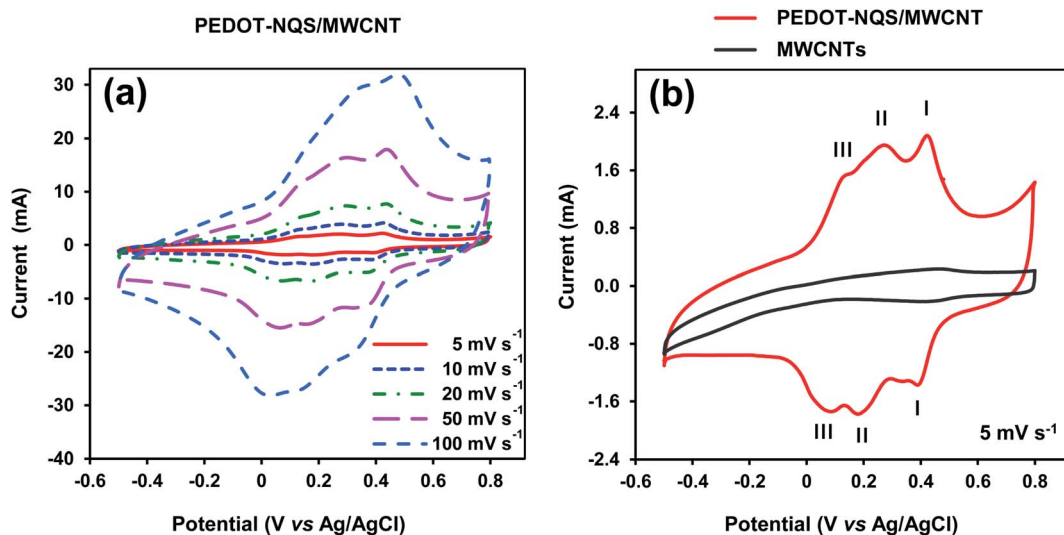 PEDOT-NQS/MWCNT
(a)
30
20
10
0
-10
-20
-30
-40
Current (mA)
5 mV s⁻¹
10 mV s⁻¹
20 mV s⁻¹
50 mV s⁻¹
100 mV s⁻¹
-0.6 -0.4 -0.2 0 0.2 0.4 0.6 0.8
Potential (V vs Ag/AgCl)
PEDOT-NQS/MWCNT
MWCNTs
(b)
2.4
1.6
0.8
0.0
-0.8
-1.6
-2.4
Current (mA)
III II I
III II I
5 mV s⁻¹
-0.6 -0.4 -0.2 0 0.2 0.4 0.6 0.8
Potential (V vs Ag/AgCl)